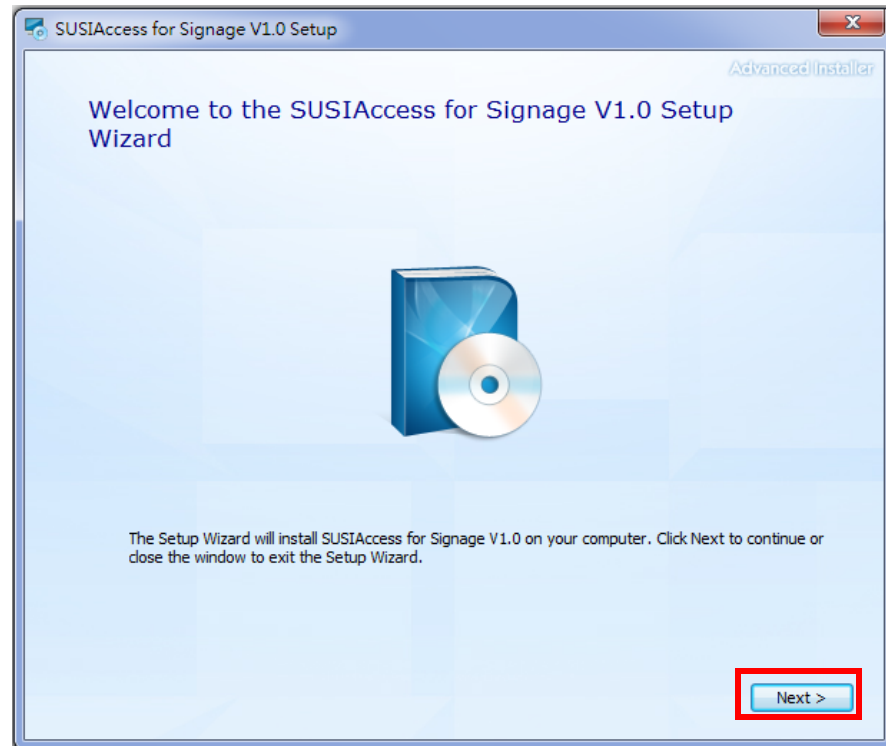 SUSIAccess for Signage V1.0 Setup
Advanced Installer
Welcome to the SUSIAccess for Signage V1.0 Setup
Wizard
The Setup Wizard will install SUSIAccess for Signage V1.0 on your computer. Click Next to continue or
close the window to exit the Setup Wizard.
Next >